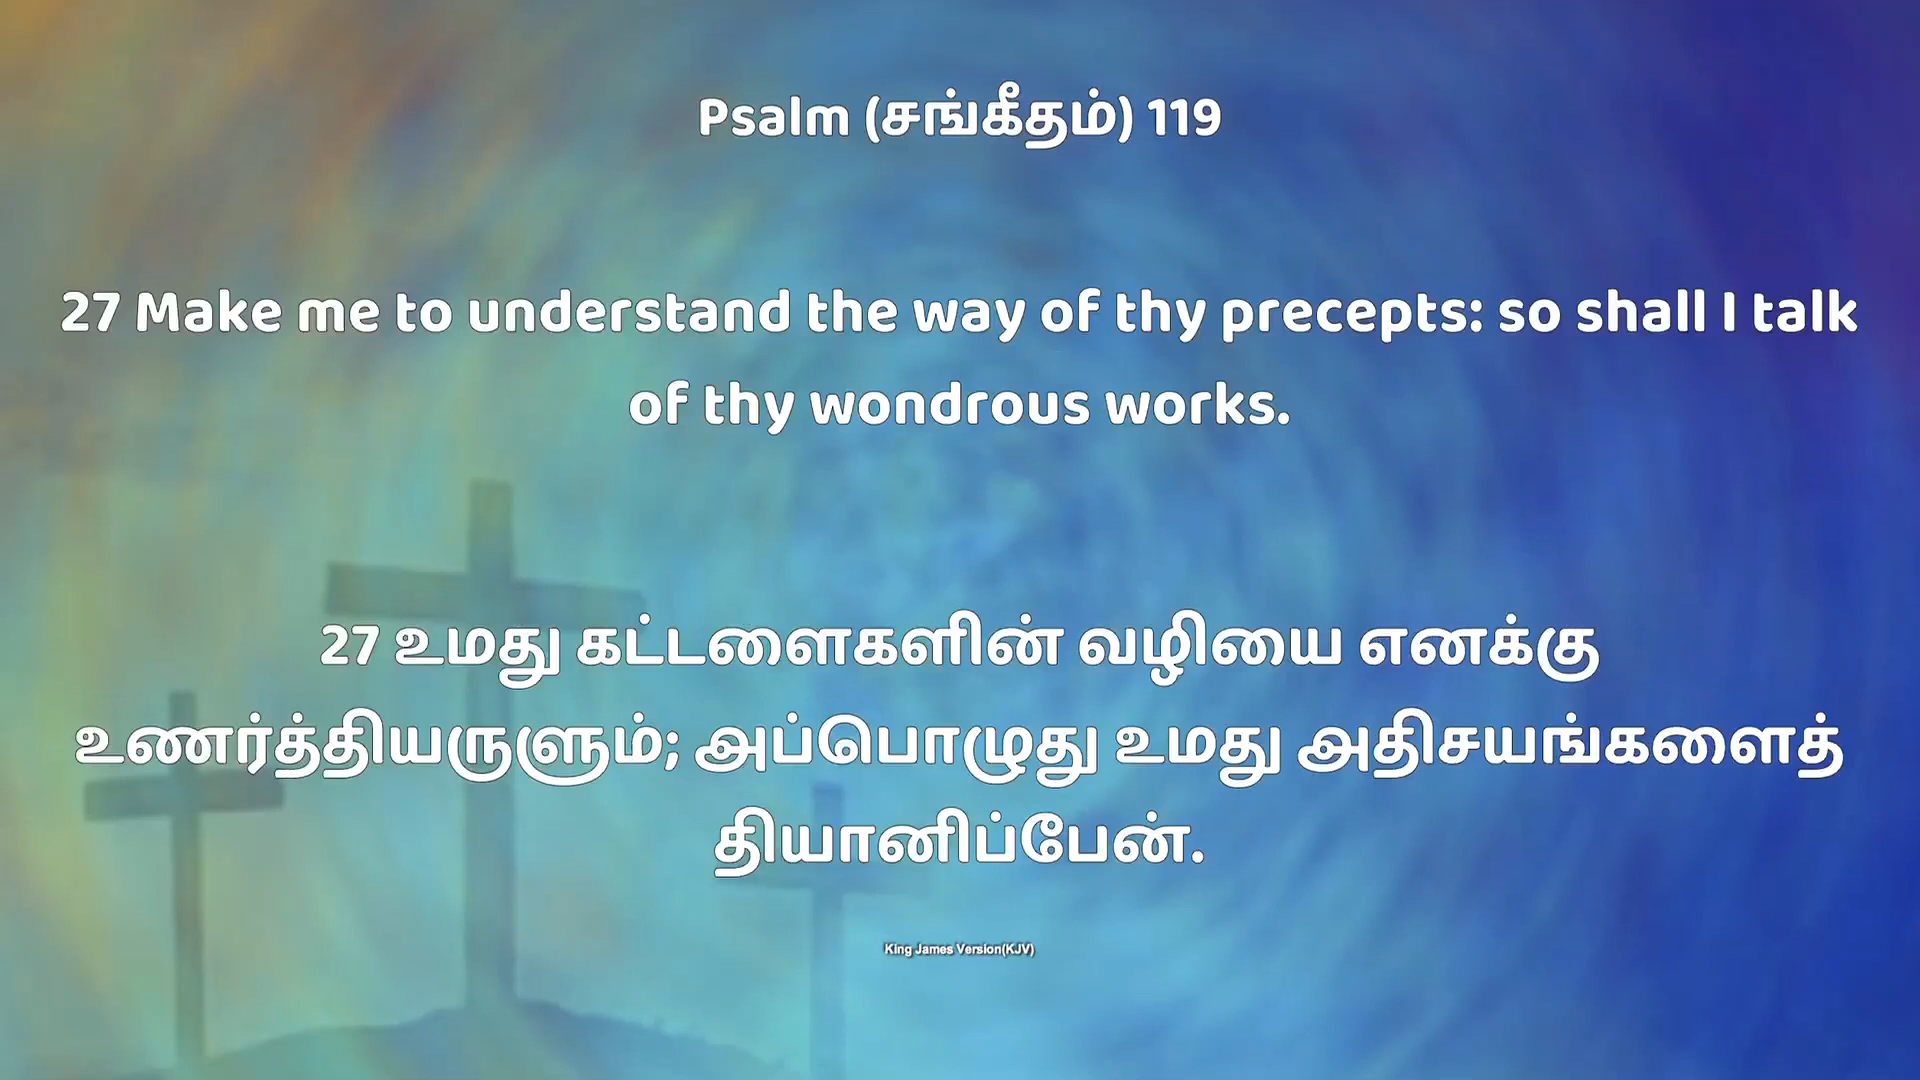 Psalm (சங்கீதம்) 119
27 Make me to understand the way of thy precepts: so shall I talk
of thy wondrous works.
27 உமது கட்டளைகளின் வழியை எனக்கு
உணர்த்தியருளும்; அப்பொழுது உமது அதிசயங்களைத்
தியானிப்பேன்.
King James Version(KJV)